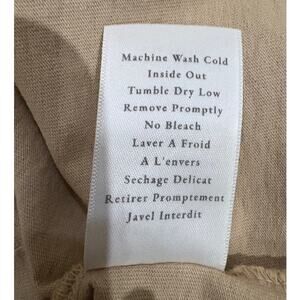 Machine Wash Cold
Inside Out
Tumble Dry Low
Remove Promptly
No Bleach
Laver A Froid
A L'envers
Sechage Delicat
Retirer Promptement
Javel Interdit